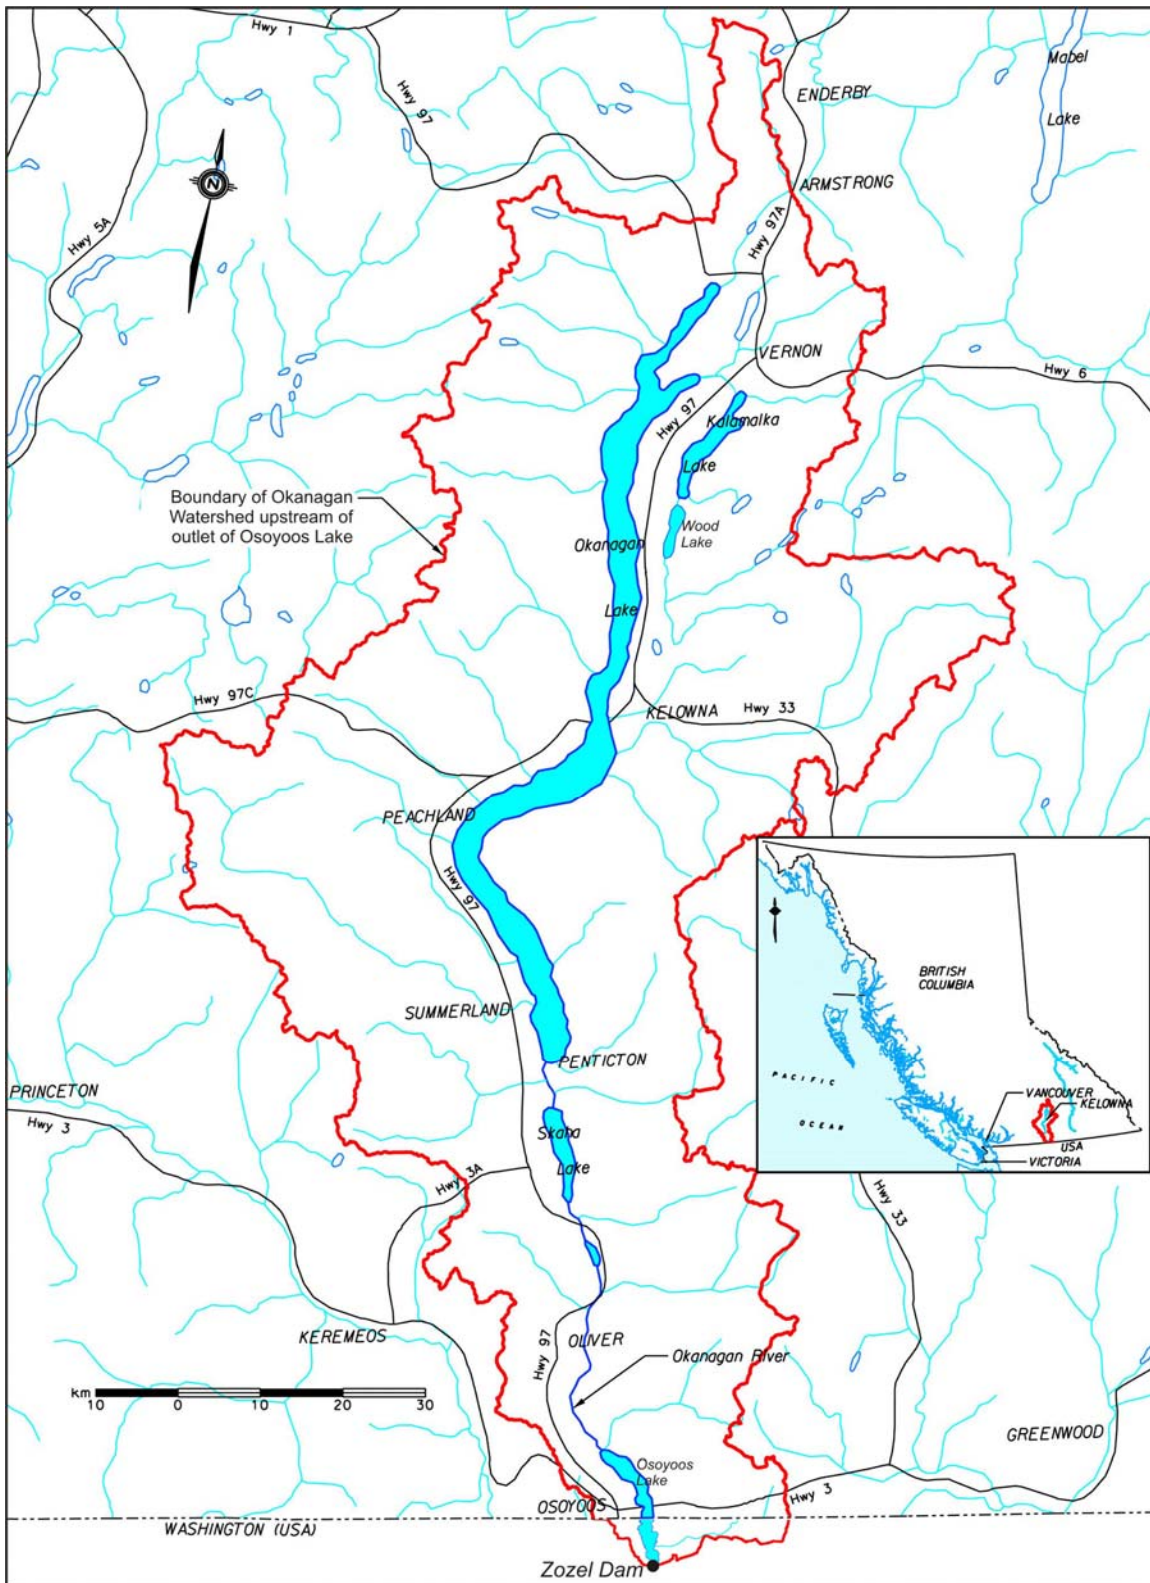 Hwy 1
Mabel
Lake
Hwy 97
ENDERBY
N
ARMSTRONG
Hwy 5A
Hwy 97A
VERNON
Hwy 6
Hwy 97
Kalamalka
Lake
Boundary of Okanagan
Watershed upstream of
outlet of Osoyoos Lake
Wood
Lake
Okanagan
Lake
Hwy 97C
KELOWNA
Hwy 33
PEACHLAND
Hwy 97
BRITISH
COLUMBIA
SUMMERLAND
PENTICTON
PACIFIC
OCEAN
VANCOUVER
KELOWNA
USA
VICTORIA
PRINCETON
Hwy 3
Skaha
Lake
Hwy 3A
Hwy 33
KEREMEOS
OLIVER
Hwy 97
Okanagan River
km
10 0 10 20 30
GREENWOOD
Osoyoos
Lake
OSOYOOS
Hwy 3
WASHINGTON (USA)
Zozel Dam